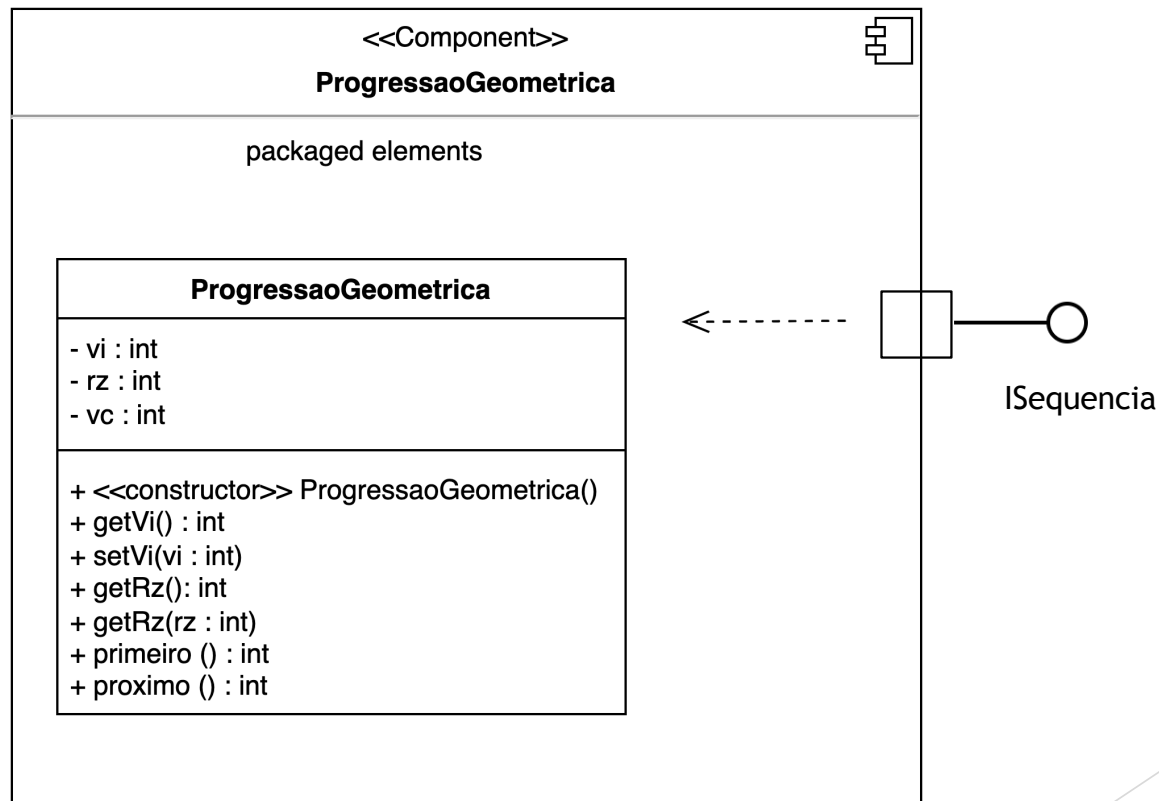 <<Component>>
ProgressaoGeometrica
packaged elements
ProgressaoGeometrica
- vi : int
- rz : int
- vc : int
+ <<constructor>> ProgressaoGeometrica()
+ getVi() : int
+ setVi(vi : int)
+ getRz(): int
+ getRz(rz : int)
+ primeiro () : int
+ proximo () : int
ISequencia